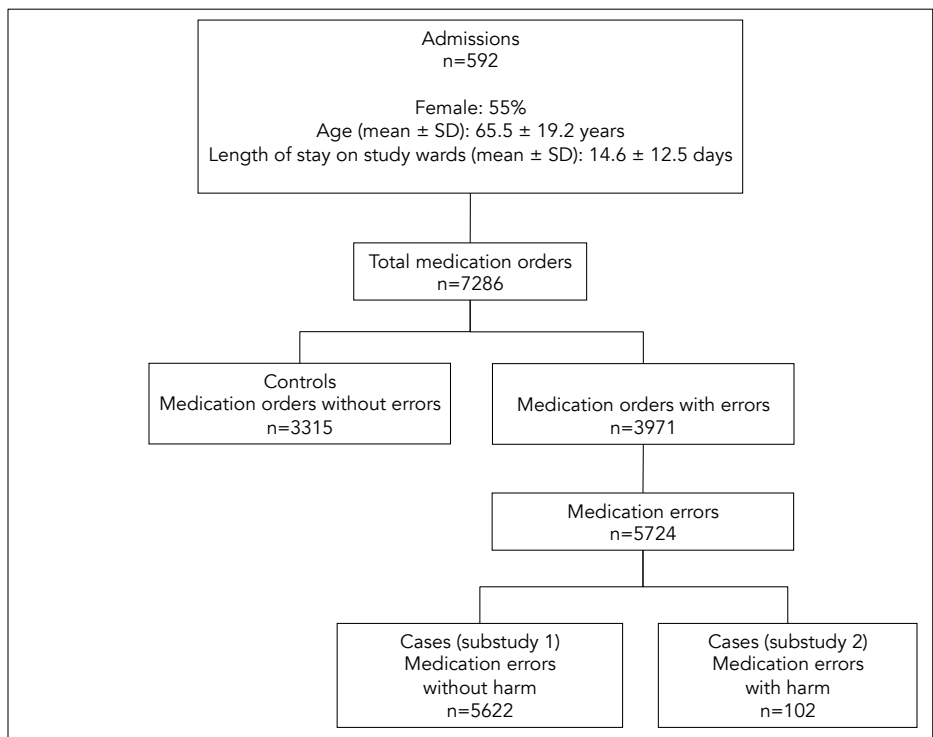 Admissions
n=592
Female: 55%
Age (mean ± SD): 65.5 ± 19.2 years
Length of stay on study wards (mean ± SD): 14.6 ± 12.5 days
Total medication orders
n=7286
Controls
Medication orders without errors
n=3315
Medication orders with errors
n=3971
Medication errors
n=5724
Cases (substudy 1)
Medication errors
without harm
n=5622
Cases (substudy 2)
Medication errors
with harm
n=102